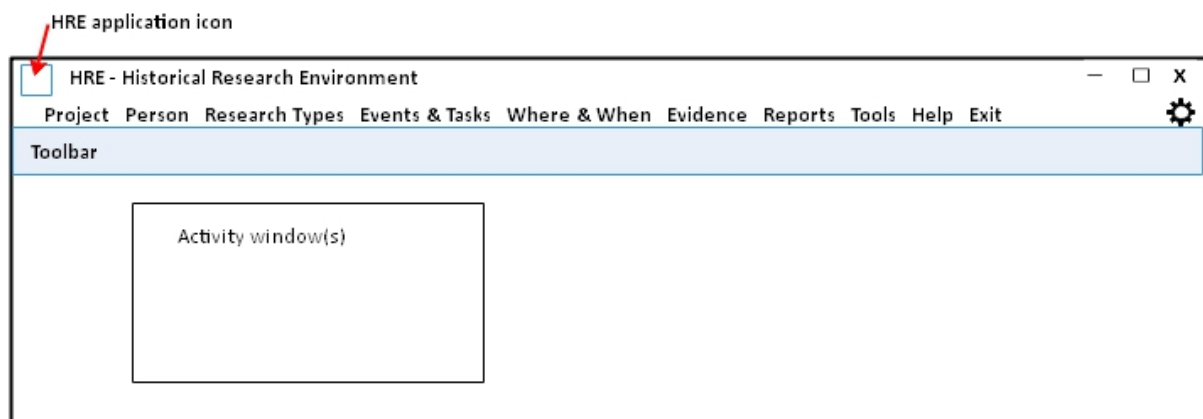 HRE application icon
HRE - Historical Research Environment
Project Person Research Types Events & Tasks Where & When Evidence Reports Tools Help Exit
Toolbar
Activity window(s)